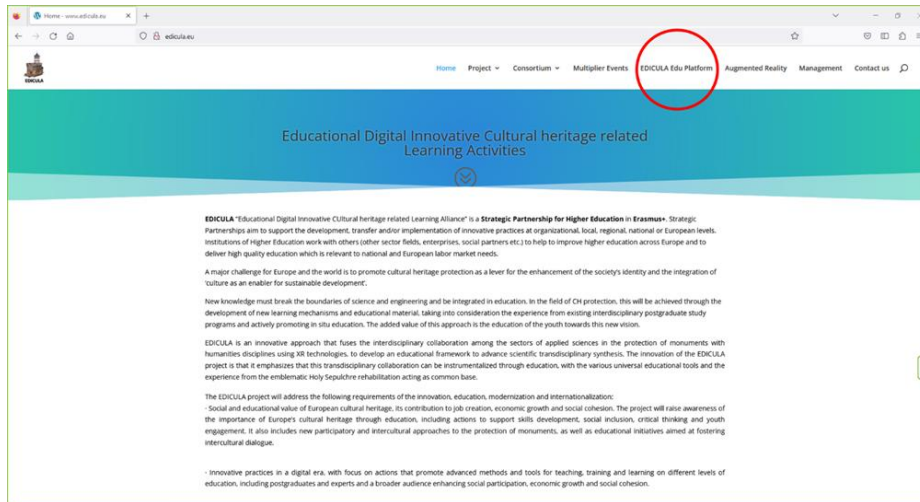 Home - www.edicula.eu
edicula.eu
EDICULA
Home Project Consortium Multiplier Events EDICULA Edu Platform Augmented Reality Management Contact us
Educational Digital Innovative Cultural heritage related
Learning Activities
EDICULA "Educational Digital Innovative CUltural heritage related Learning Alliance" is a Strategic Partnership for Higher Education in Erasmus+. Strategic
Partnerships aim to support the development, transfer and/or implementation of innovative practices at organizational, local, regional, national or European levels.
Institutions of Higher Education work with others (other sector fields, enterprises, social partners etc.) to help to improve higher education across Europe and to
deliver high quality education which is relevant to national and European labor market needs.
A major challenge for Europe and the world is to promote cultural heritage protection as a lever for the enhancement of the society's identity and the integration of
'culture as an enabler for sustainable development'.
New knowledge must break the boundaries of science and engineering and be integrated in education. In the field of CH protection, this will be achieved through the
development of new learning mechanisms and educational material, taking into consideration the experience from existing interdisciplinary postgraduate study
programs and actively promoting in situ education. The added value of this approach is the education of the youth towards this new vision.
EDICULA is an innovative approach that fuses the interdisciplinary collaboration among the sectors of applied sciences in the protection of monuments with
humanities disciplines using XR technologies, to develop an educational framework to advance scientific transdisciplinary synthesis. The innovation of the EDICULA
project is that it emphasizes that this transdisciplinary collaboration can be instrumentalized through education, with the various universal educational tools and the
experience from the emblematic Holy Sepulchre rehabilitation acting as common base.
The EDICULA project will address the following requirements of the innovation, education, modernization and internationalization:
· Social and educational value of European cultural heritage, its contribution to job creation, economic growth and social cohesion. The project will raise awareness of
the importance of Europe's cultural heritage through education, including actions to support skills development, social inclusion, critical thinking and youth
engagement. It also includes new participatory and intercultural approaches to the protection of monuments, as well as educational initiatives aimed at fostering
intercultural dialogue.
· Innovative practices in a digital era, with focus on actions that promote advanced methods and tools for teaching, training and learning on different levels of
education, including postgraduates and experts and a broader audience enhancing social participation, economic growth and social cohesion.